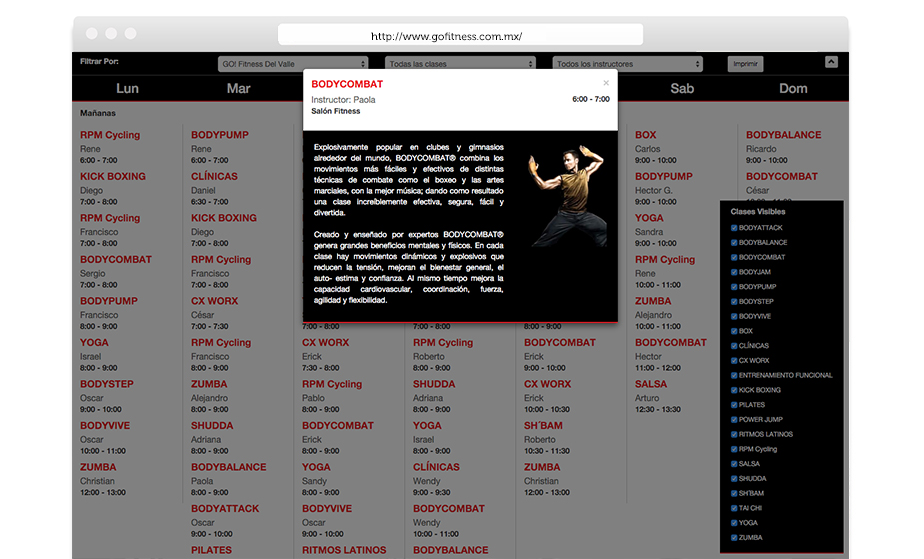 http://www.gofitness.com.mx/
Filtrar Por:
GO! Fitness Del Valle
Todas las clases
Todos los instructores
Imprimir
Lun
Mar
Sab
Dom
Mañanas
RPM Cycling
Rene
6:00 - 7:00
KICK BOXING
Diego
7:00 - 8:00
RPM Cycling
Francisco
7:00 - 8:00
BODYCOMBAT
Sergio
7:00 - 8:00
BODYPUMP
Francisco
8:00 - 9:00
YOGA
Israel
8:00 - 9:00
BODYSTEP
Oscar
9:00 - 10:00
BODYVIVE
Oscar
10:00 - 11:00
ZUMBA
Christian
12:00 - 13:00
BODYPUMP
Rene
6:00 - 7:00
CLÍNICAS
Daniel
6:30 - 7:00
KICK BOXING
Diego
7:00 - 8:00
RPM Cycling
Francisco
7:00 - 8:00
CX WORX
César
7:00 - 7:30
RPM Cycling
Francisco
8:00 - 9:00
ZUMBA
Alejandro
8:00 - 9:00
SHUDDA
Adriana
8:00 - 9:00
BODYBALANCE
Paola
8:00 - 9:00
BODYATTACK
Oscar
9:00 - 10:00
PILATES
BODYCOMBAT
×
Instructor: Paola
6:00 - 7:00
Salón Fitness
Explosivamente popular en clubes y gimnasios
alrededor del mundo, BODYCOMBAT® combina los
movimientos más fáciles y efectivos de distintas
técnicas de combate como el boxeo y las artes
marciales, con la mejor música; dando como resultado
una clase increíblemente efectiva, segura, fácil y
divertida.
Creado y enseñado por expertos BODYCOMBAT®
genera grandes beneficios mentales y físicos. En cada
clase hay movimientos dinámicos y explosivos que
reducen la tensión, mejoran el bienestar general, el
auto- estima y confianza. Al mismo tiempo mejora la
capacidad cardiovascular, coordinación, fuerza,
agilidad y flexibilidad.
7:00 - 8:00
CX WORX
Erick
7:30 - 8:00
RPM Cycling
Pablo
8:00 - 9:00
BODYCOMBAT
Erick
8:00 - 9:00
YOGA
Sandy
8:00 - 9:00
BODYVIVE
Oscar
9:00 - 10:00
RITMOS LATINOS
7:00 - 8:00
RPM Cycling
Roberto
8:00 - 9:00
SHUDDA
Adriana
8:00 - 9:00
YOGA
Israel
8:00 - 9:00
CLÍNICAS
Wendy
9:00 - 9:30
BODYCOMBAT
Wendy
10:00 - 11:00
BODYBALANCE
8:00 - 9:00
BODYCOMBAT
Erick
9:00 - 10:00
CX WORX
Erick
10:00 - 10:30
SH´BAM
Roberto
10:30 - 11:30
ZUMBA
Christian
12:00 - 13:00
BOX
Carlos
9:00 - 10:00
BODYPUMP
Hector G.
9:00 - 10:00
YOGA
Sandra
9:00 - 10:00
RPM Cycling
Rene
10:00 - 11:00
ZUMBA
Alejandro
10:00 - 11:00
BODYCOMBAT
Hector
11:00 - 12:00
SALSA
Arturo
12:30 - 13:30
BODYBALANCE
Ricardo
9:00 - 10:00
BODYCOMBAT
César
Clases Visibles
BODYATTACK
BODYBALANCE
BODYCOMBAT
BODYJAM
BODYPUMP
BODYSTEP
BODYVIVE
BOX
CLÍNICAS
CX WORX
ENTRENAMIENTO FUNCIONAL
KICK BOXING
PILATES
POWER JUMP
RITMOS LATINOS
RPM Cycling
SALSA
SHUDDA
SH´BAM
TAI CHI
YOGA
ZUMBA